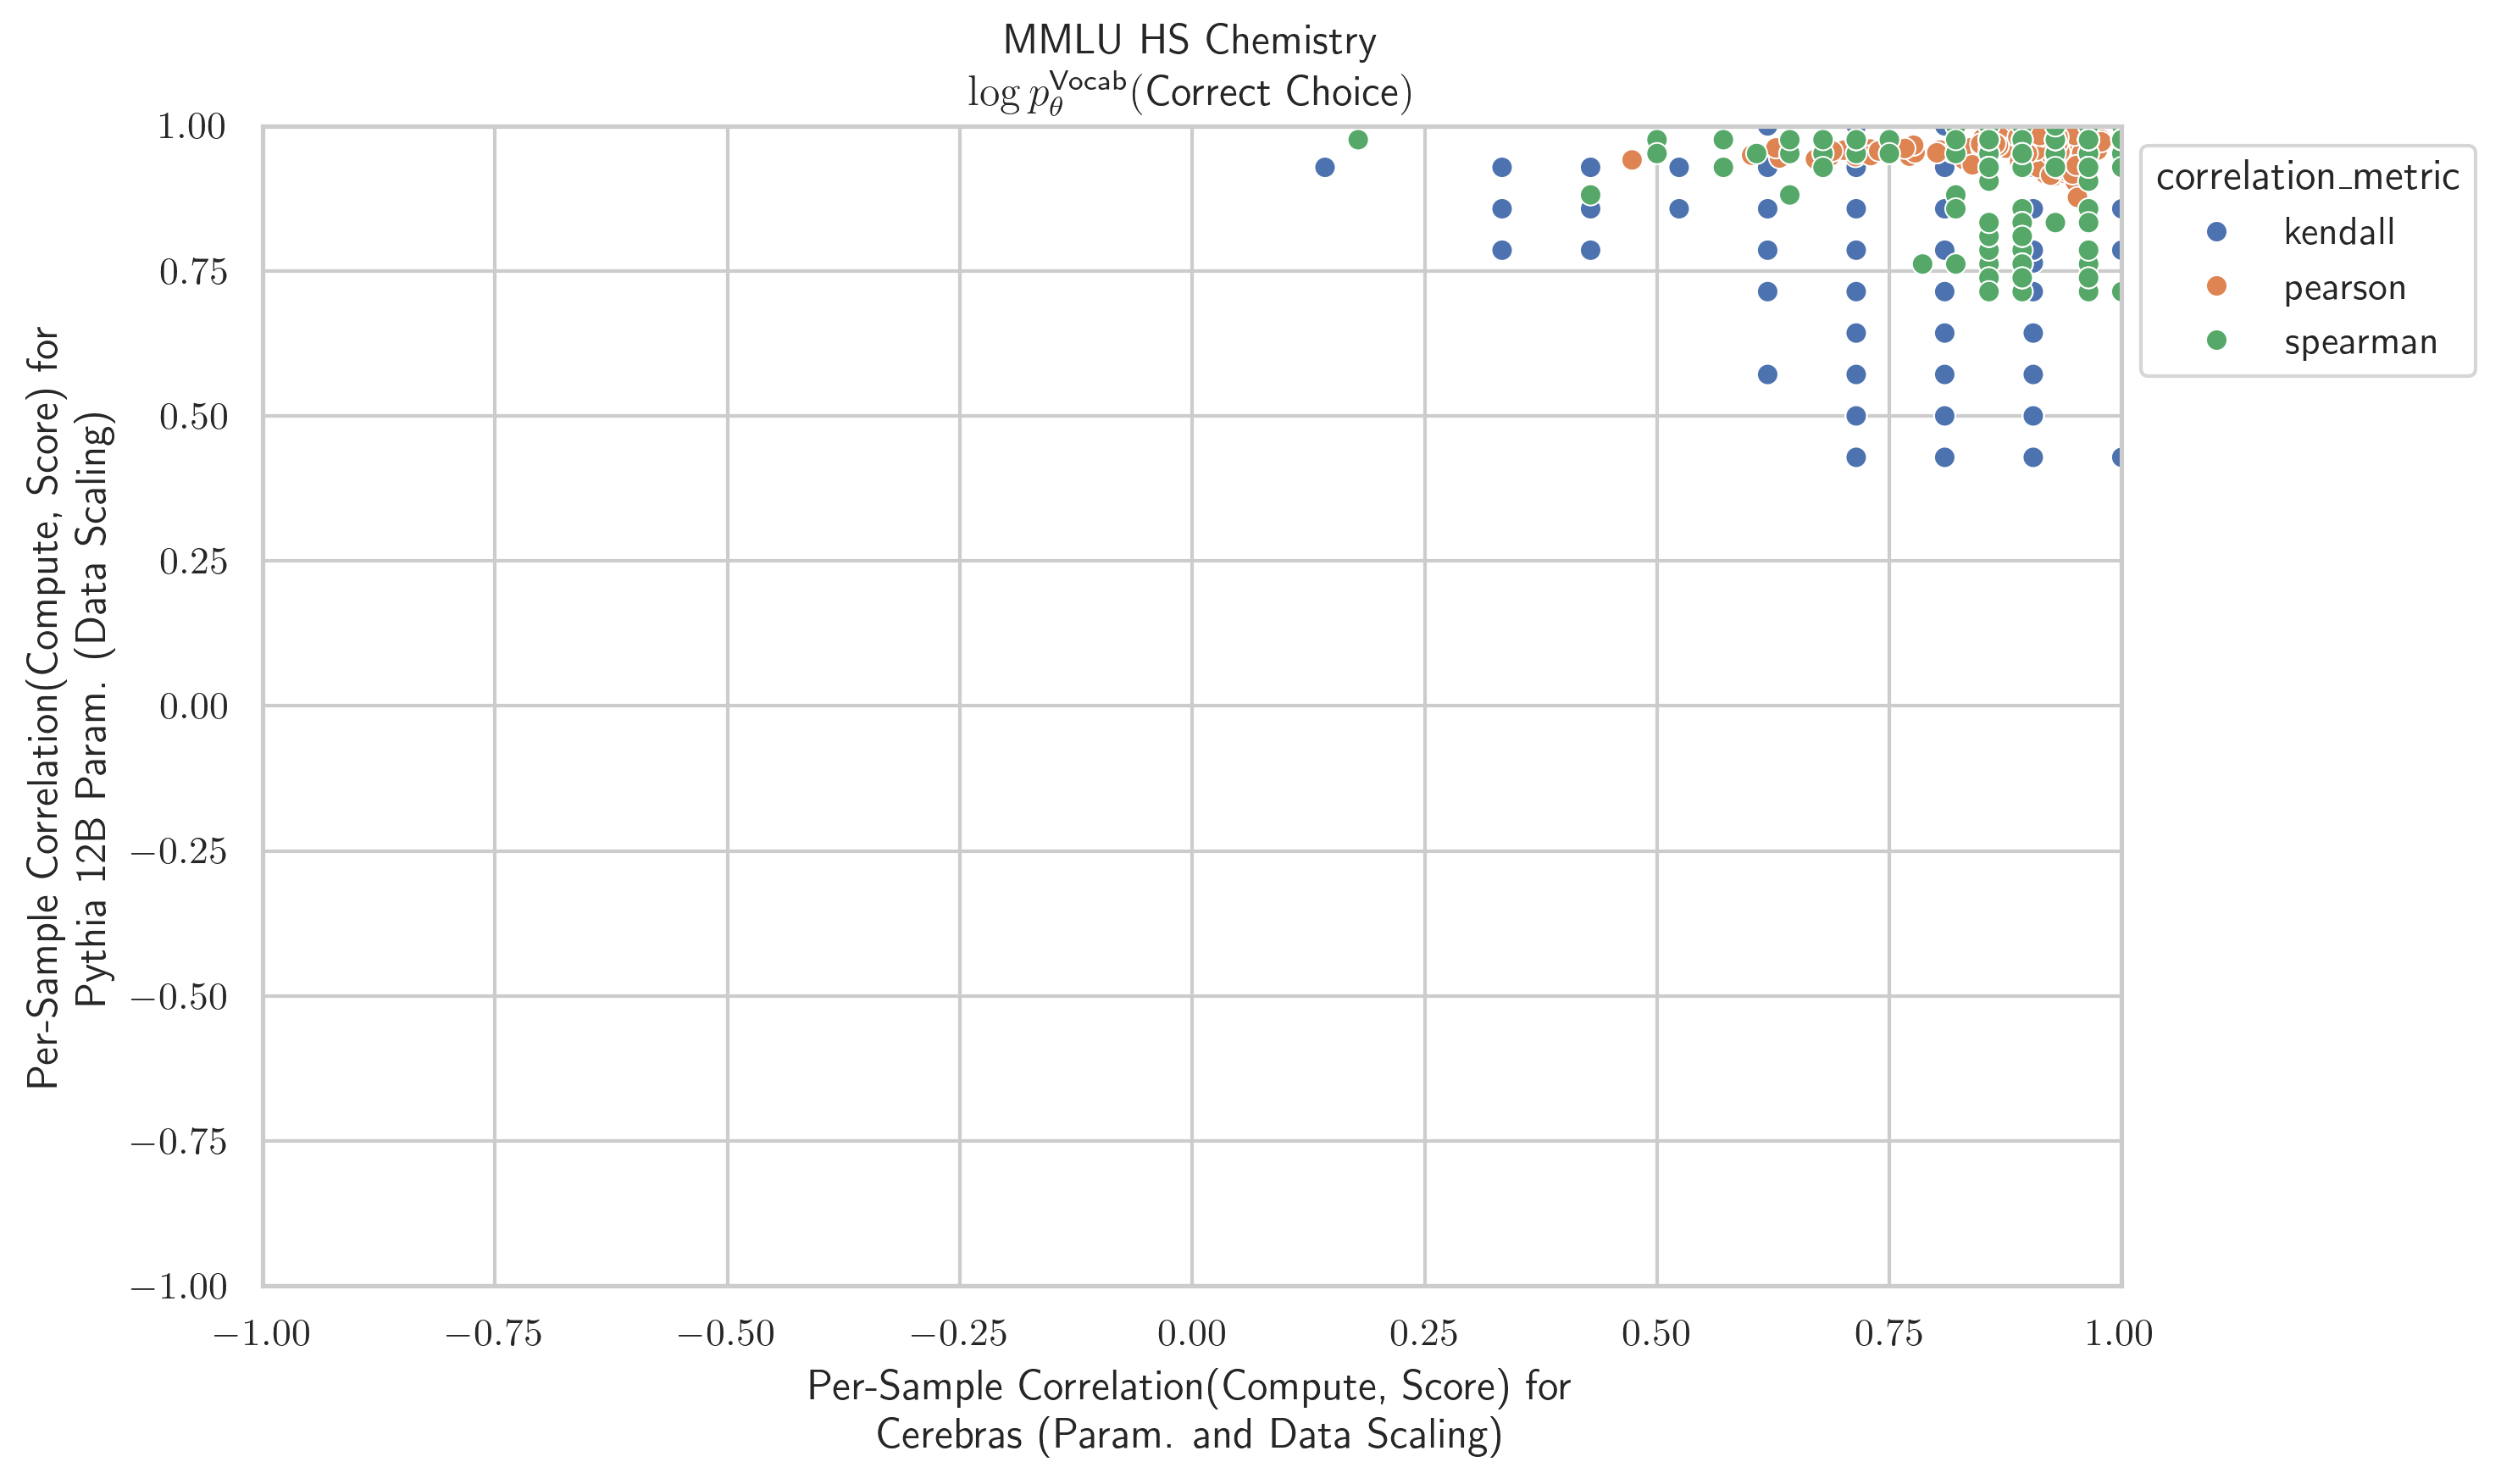 MMLU HS Chemistry
log p_θ^Vocab(Correct Choice)
Per-Sample Correlation(Compute, Score) for
Pythia 12B Param. (Data Scaling)
1.00
0.75
0.50
0.25
0.00
−0.25
−0.50
−0.75
−1.00
correlation_metric
kendall
pearson
spearman
−1.00 −0.75 −0.50 −0.25 0.00 0.25 0.50 0.75 1.00
Per-Sample Correlation(Compute, Score) for
Cerebras (Param. and Data Scaling)